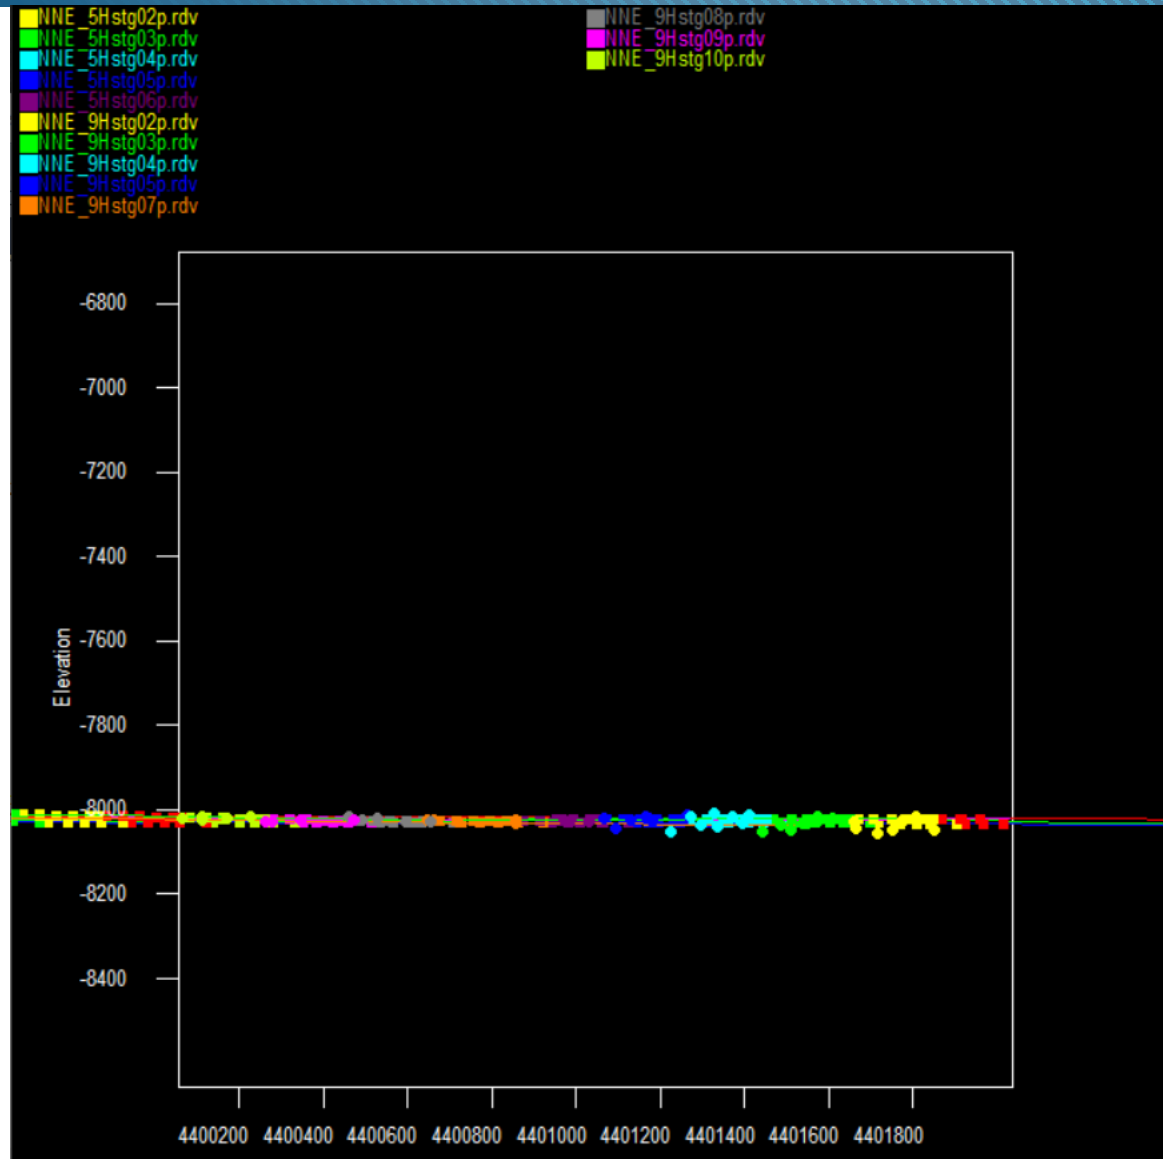 NNE_5Hstg02p.rdv
NNE_5Hstg03p.rdv
NNE_5Hstg04p.rdv
NNE_5Hstg05p.rdv
NNE_5Hstg06p.rdv
NNE_9Hstg02p.rdv
NNE_9Hstg03p.rdv
NNE_9Hstg04p.rdv
NNE_9Hstg05p.rdv
NNE_9Hstg07p.rdv
NNE_9Hstg08p.rdv
NNE_9Hstg09p.rdv
NNE_9Hstg10p.rdv
-6800
-7000
-7200
-7400
-7600
-7800
-8000
-8200
-8400
Elevation
4400200 4400400 4400600 4400800 4401000 4401200 4401400 4401600 4401800